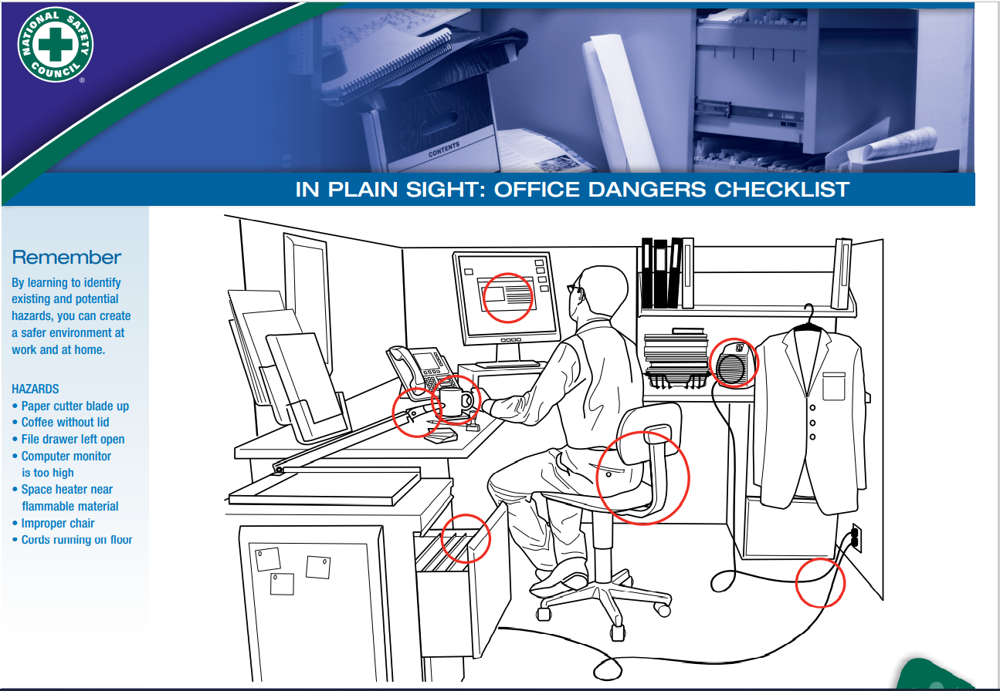 NATIONAL SAFETY COUNCIL
®
CONTENTS
IN PLAIN SIGHT: OFFICE DANGERS CHECKLIST
Remember
By learning to identify
existing and potential
hazards, you can create
a safer environment at
work and at home.
HAZARDS
• Paper cutter blade up
• Coffee without lid
• File drawer left open
• Computer monitor
is too high
• Space heater near
flammable material
• Improper chair
• Cords running on floor